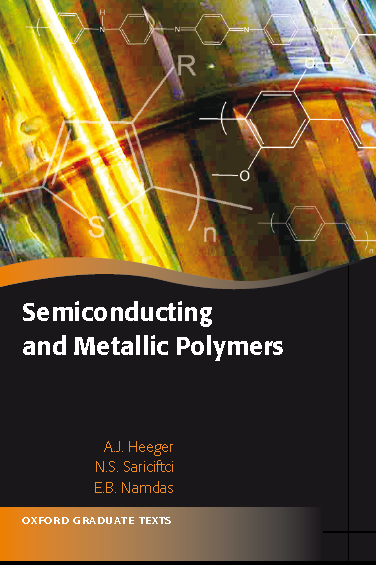 H
N
N
N
N
R
S
n
O
O
n
Semiconducting
and Metallic Polymers
A.J. Heeger
N.S. Sariciftci
E.B. Namdas
OXFORD GRADUATE TEXTS